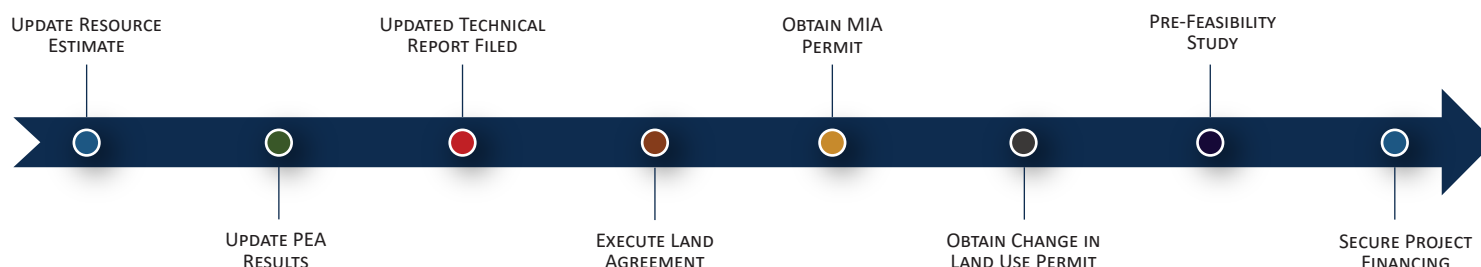 UPDATE RESOURCE
ESTIMATE
UPDATE PEA
RESULTS
UPDATED TECHNICAL
REPORT FILED
EXECUTE LAND
AGREEMENT
OBTAIN MIA
PERMIT
OBTAIN CHANGE IN
LAND USE PERMIT
PRE-FEASIBILITY
STUDY
SECURE PROJECT
FINANCING